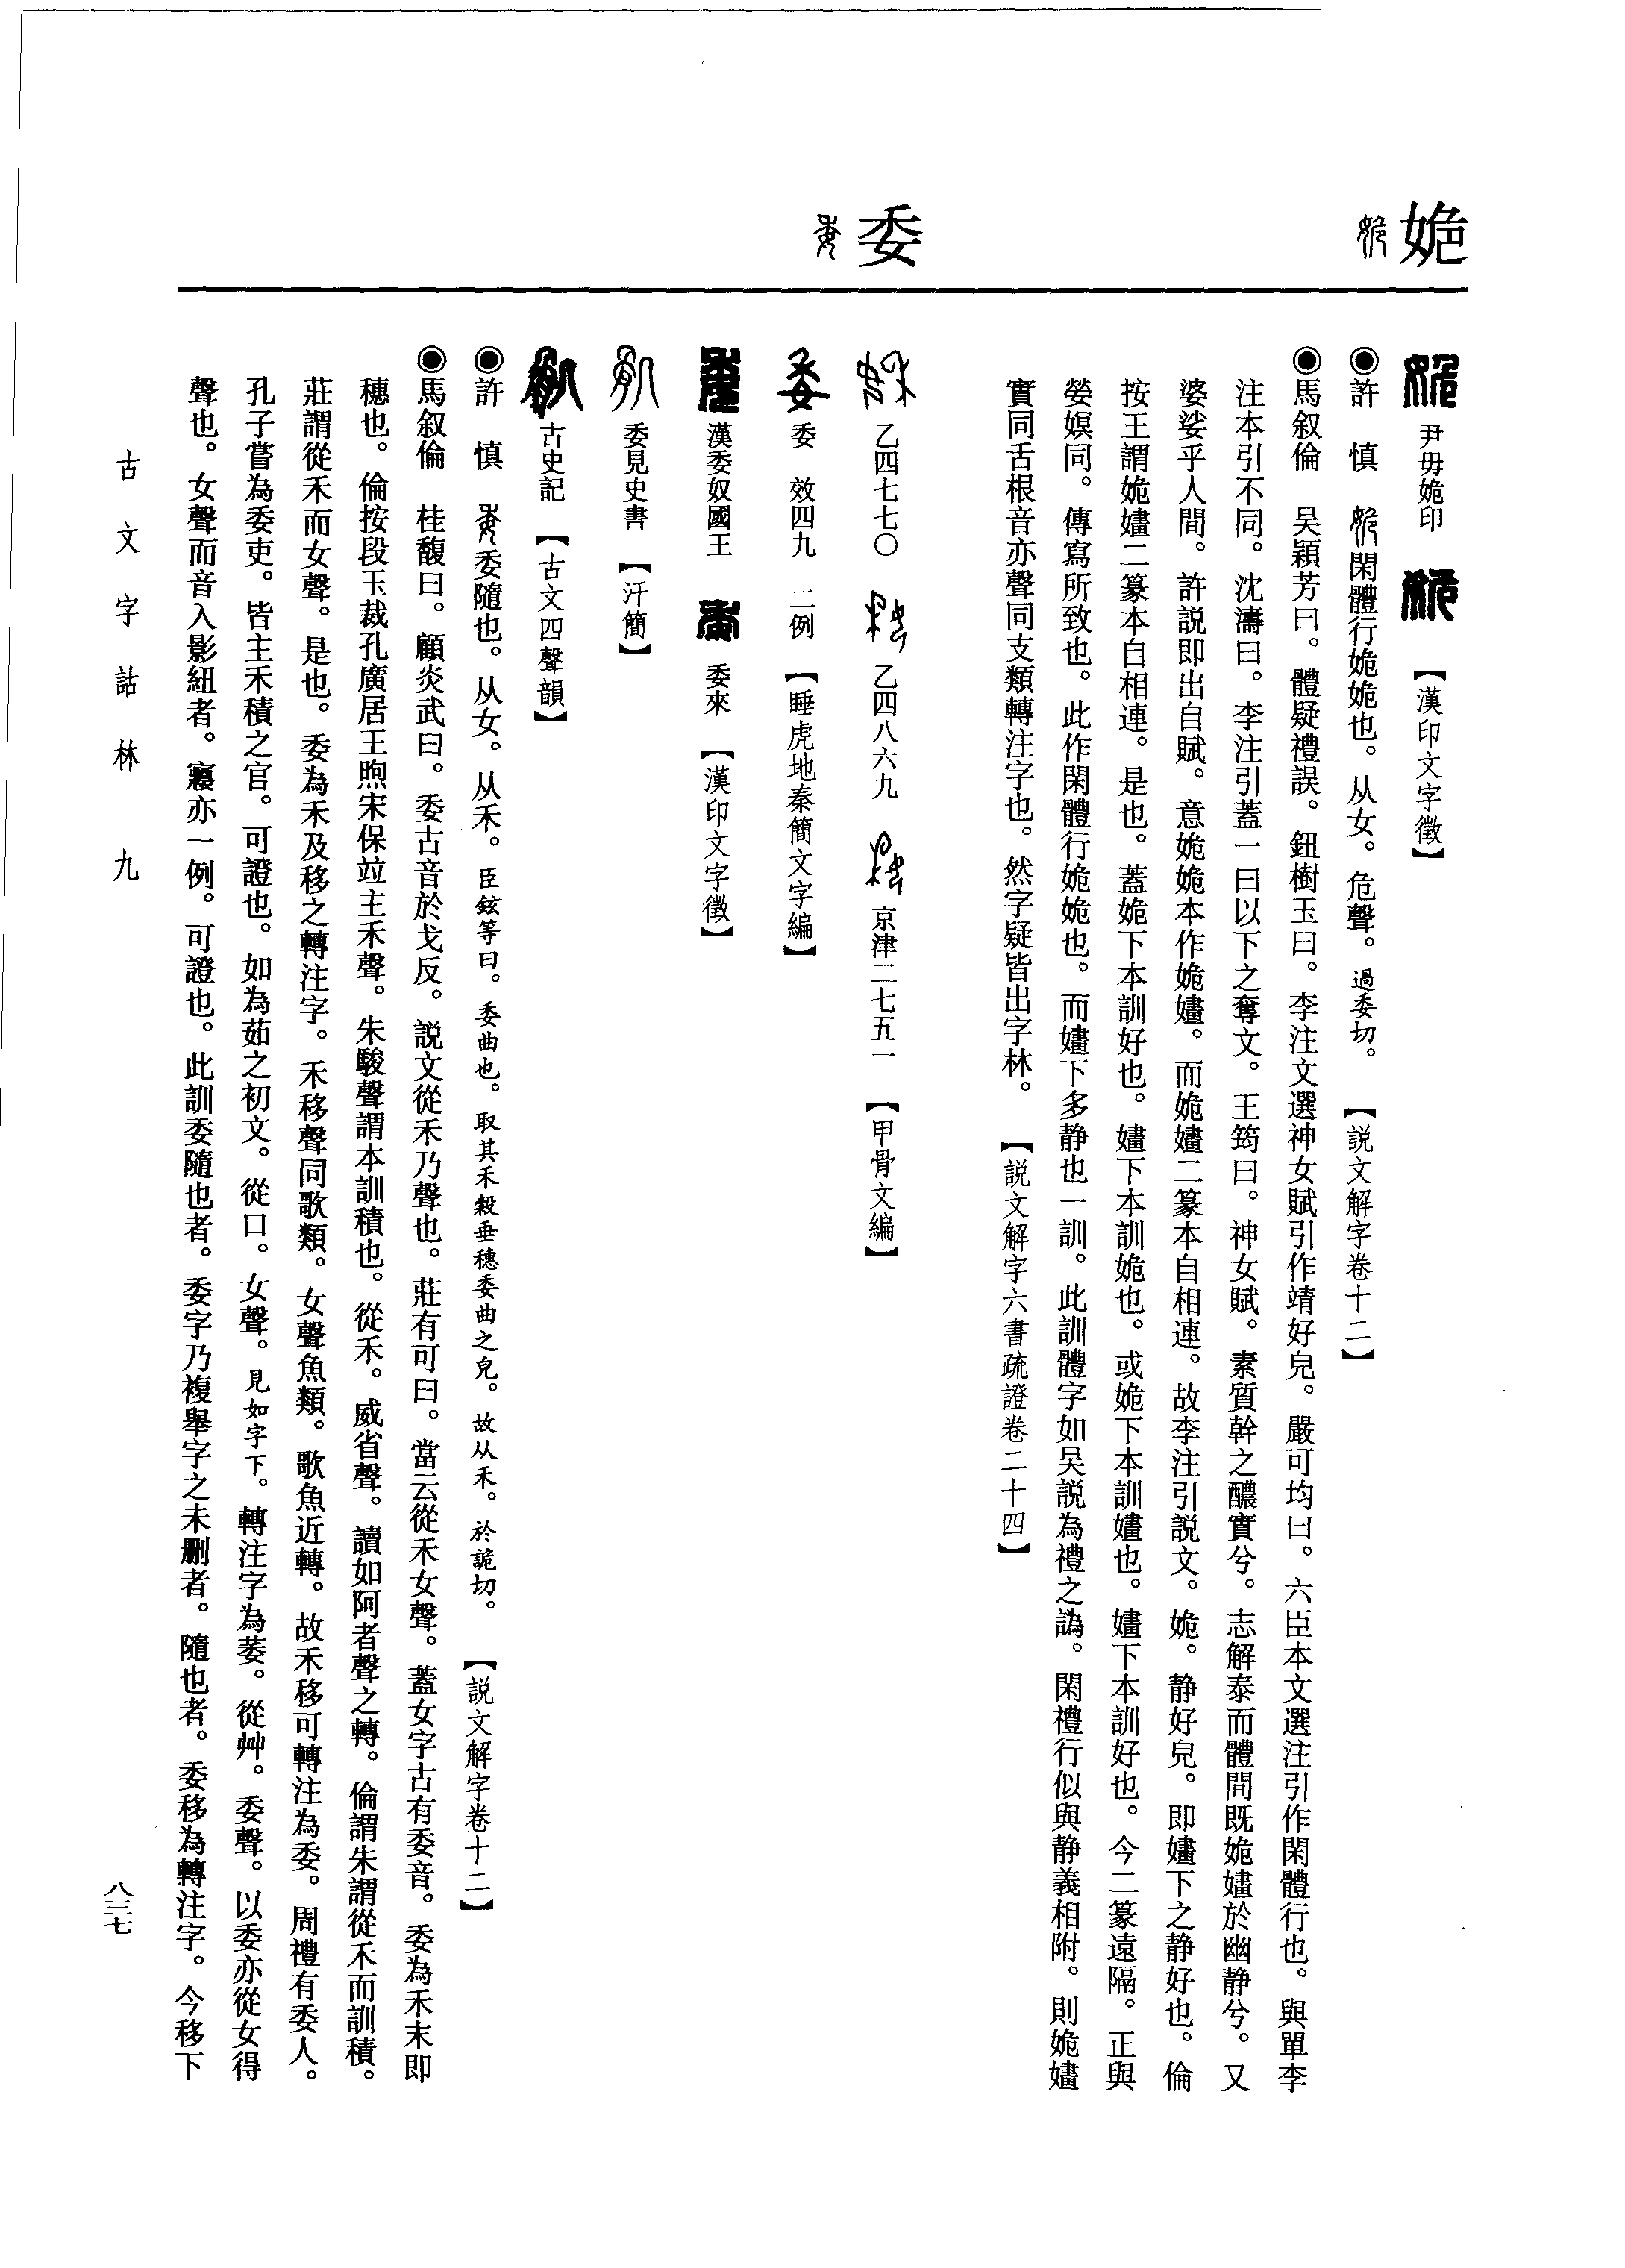 姽
尹毋姽印 【漢印文字徵】
◉許 慎 閑體行姽姽也。从女。危聲。過委切。 【説文解字卷十二】
◉馬叙倫 吴穎芳曰。體疑禮誤。鈕樹玉曰。李注文選神女賦引作靖好皃。嚴可均曰。六臣本文選注引作閑體行也。與單李
注本引不同。沈濤曰。李注引蓋一曰以下之奪文。王筠曰。神女賦。素質幹之醲實兮。志解泰而體閒既姽嫿於幽静兮。又
婆娑乎人間。許説即出自賦。意姽姽本作姽嫿。而姽嫿二篆本自相連。故李注引説文。姽。静好皃。即嫿下之静好也。倫
按王謂姽嫿二篆本自相連。是也。蓋姽下本訓好也。嫿下本訓姽也。或姽下本訓嫿也。嫿下本訓好也。今二篆遠隔。正與
嫈嫇同。傳寫所致也。此作閑體行姽姽也。而嫿下多静也一訓。此訓體字如吴説為禮之譌。閑禮行似與静義相附。則姽嫿
實同舌根音亦聲同支類轉注字也。然字疑皆出字林。 【説文解字六書疏證卷二十四】
委
乙四七七〇 乙四八六九 京津二七五一 【甲骨文編】
委 效四九 二例 【睡虎地秦簡文字編】
漢委奴國王 委來 【漢印文字徵】
委見史書 【汗簡】
古史記 【古文四聲韻】
◉許 慎 委隨也。从女。从禾。臣鉉等曰。委曲也。取其禾穀垂穗委曲之皃。故从禾。於詭切。 【説文解字卷十二】
◉馬叙倫 桂馥曰。顧炎武曰。委古音於戈反。説文從禾乃聲也。莊有可曰。當云從禾女聲。蓋女字古有委音。委為禾末即
穗也。倫按段玉裁孔廣居王煦宋保竝主禾聲。朱駿聲謂本訓積也。從禾。威省聲。讀如阿者聲之轉。倫謂朱謂從禾而訓積。
莊謂從禾而女聲。是也。委為禾及移之轉注字。禾移聲同歌類。女聲魚類。歌魚近轉。故禾移可轉注為委。周禮有委人。
孔子嘗為委吏。皆主禾積之官。可證也。如為茹之初文。從口。女聲。見如字下。轉注字為萎。從艸。委聲。以委亦從女得
聲也。女聲而音入影紐者。亦一例。可證也。此訓委隨也者。委字乃複舉字之未删者。隨也者。委移為轉注字。今移下
古文字詁林 九
八三七